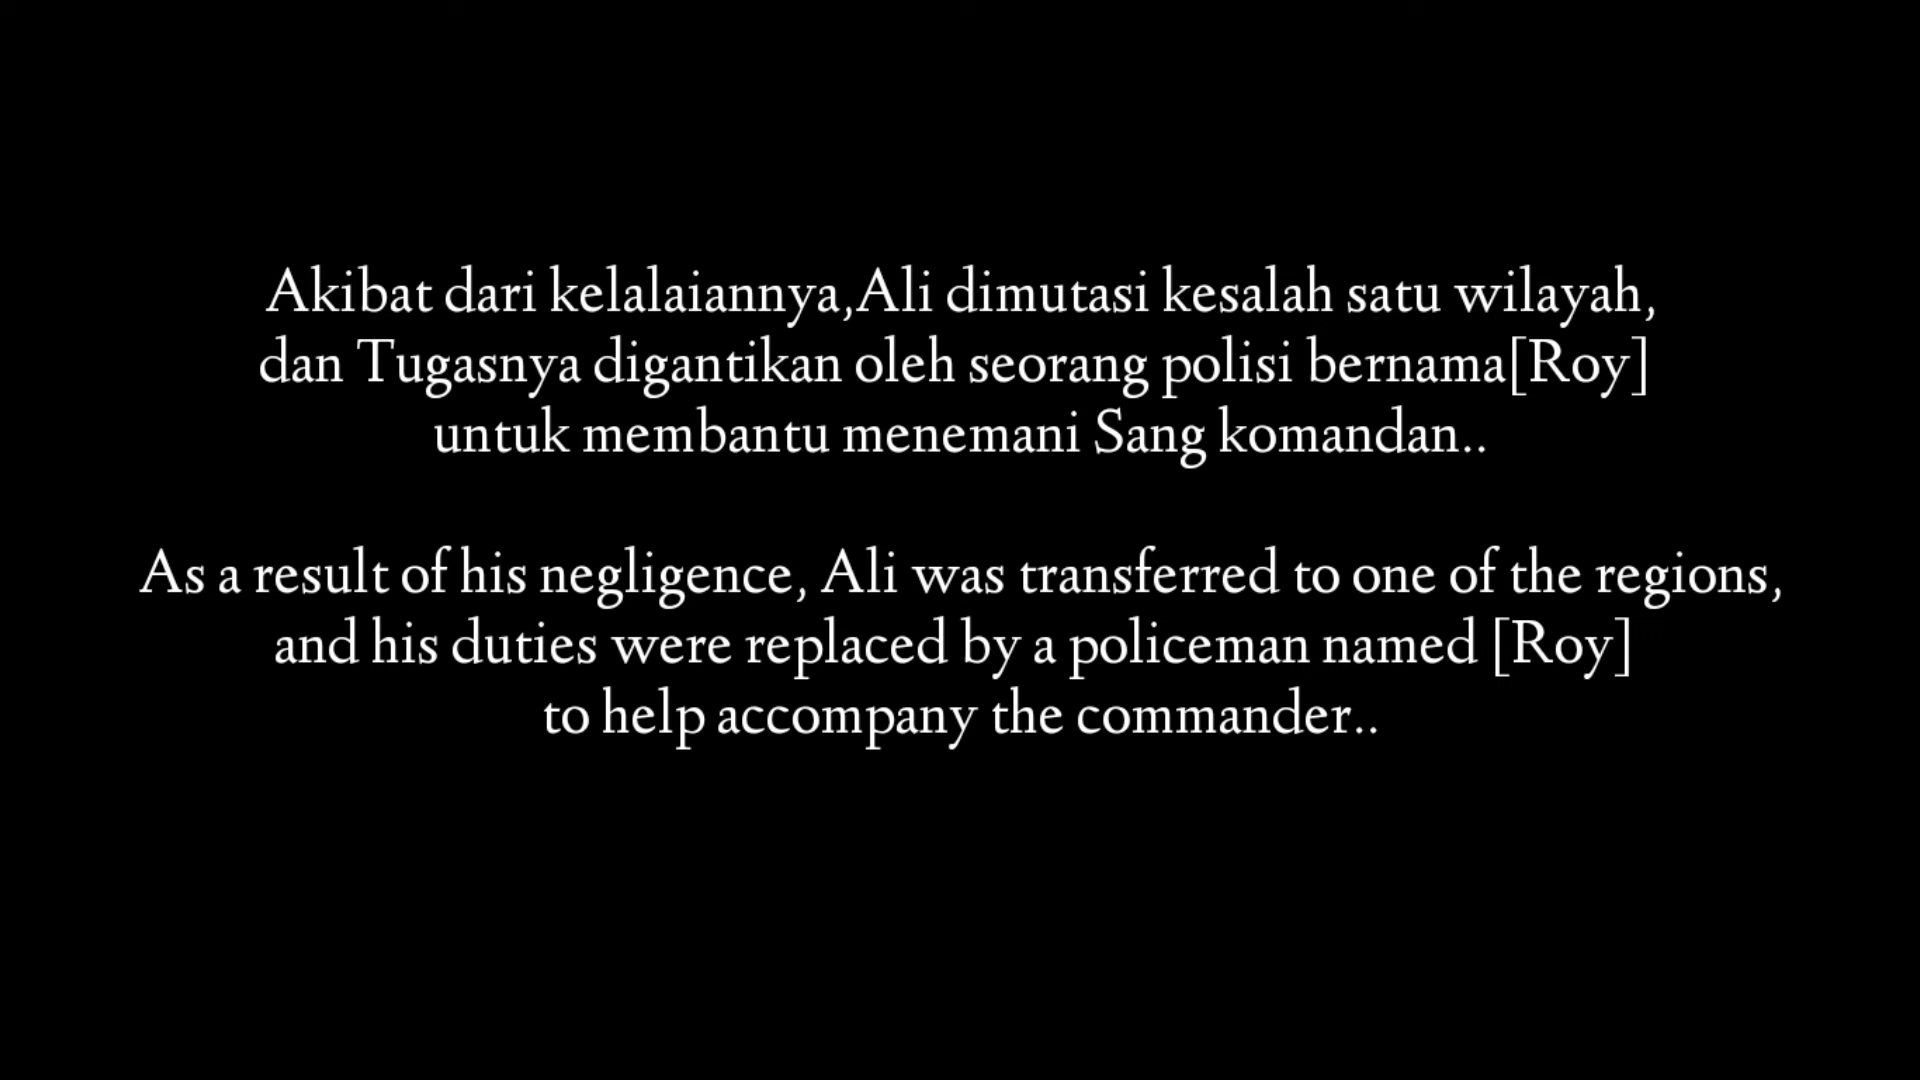 Akibat dari kelalaiannya,Ali dimutasi kesalah satu wilayah,
dan Tugasnya digantikan oleh seorang polisi bernama[Roy]
untuk membantu menemani Sang komandan..
As a result of his negligence, Ali was transferred to one of the regions,
and his duties were replaced by a policeman named [Roy]
to help accompany the commander..